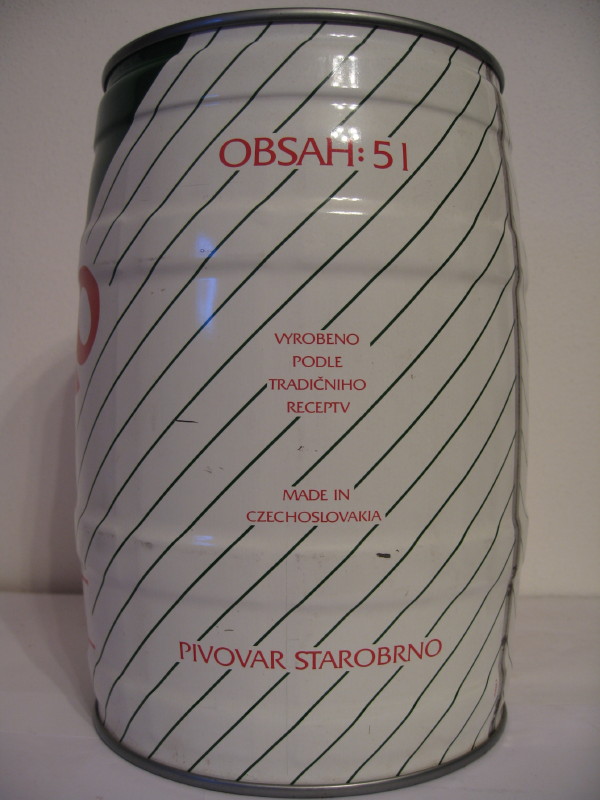 OBSAH: 5 l
O
VYROBENO
PODLE
TRADIČNIHO
RECEPTV
MADE IN
CZECHOSLOVAKIA
PIVOVAR STAROBRNO